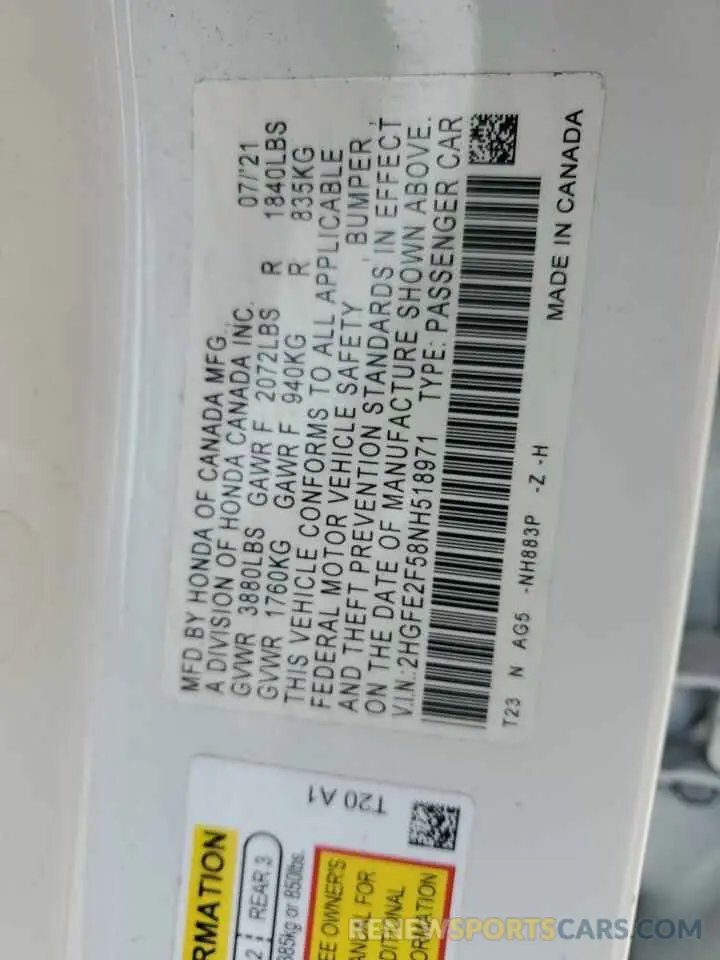 MFD BY HONDA OF CANADA MFG.,
A DIVISION OF HONDA CANADA INC. 07/'21
GVWR 3880LBS GAWR F 2072LBS R 1840LBS
GVWR 1760KG GAWR F 940KG R 835KG
THIS VEHICLE CONFORMS TO ALL APPLICABLE
FEDERAL MOTOR VEHICLE SAFETY, BUMPER,
AND THEFT PREVENTION STANDARDS IN EFFECT
ON THE DATE OF MANUFACTURE SHOWN ABOVE.
V.I.N.:2HGFE2F58NH518971 TYPE: PASSENGER CAR
T23 N AG5 -NH883P -Z -H
MADE IN CANADA
T20 A1
RMATION
2 REAR 3
385kg or 850lbs.
EE OWNER'S
ANUAL FOR
DITIONAL
ORMATION
RENEWSPORTSCARS.COM